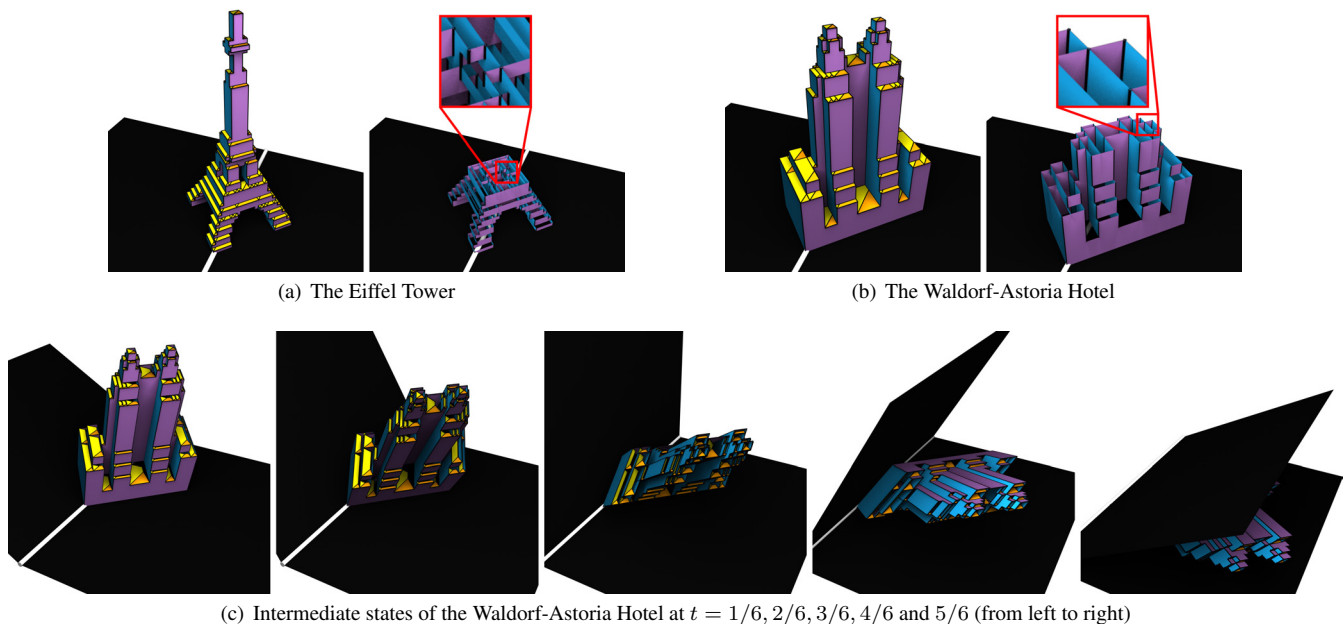 (a) The Eiffel Tower
(b) The Waldorf-Astoria Hotel
(c) Intermediate states of the Waldorf-Astoria Hotel at t = 1/6, 2/6, 3/6, 4/6 and 5/6 (from left to right)